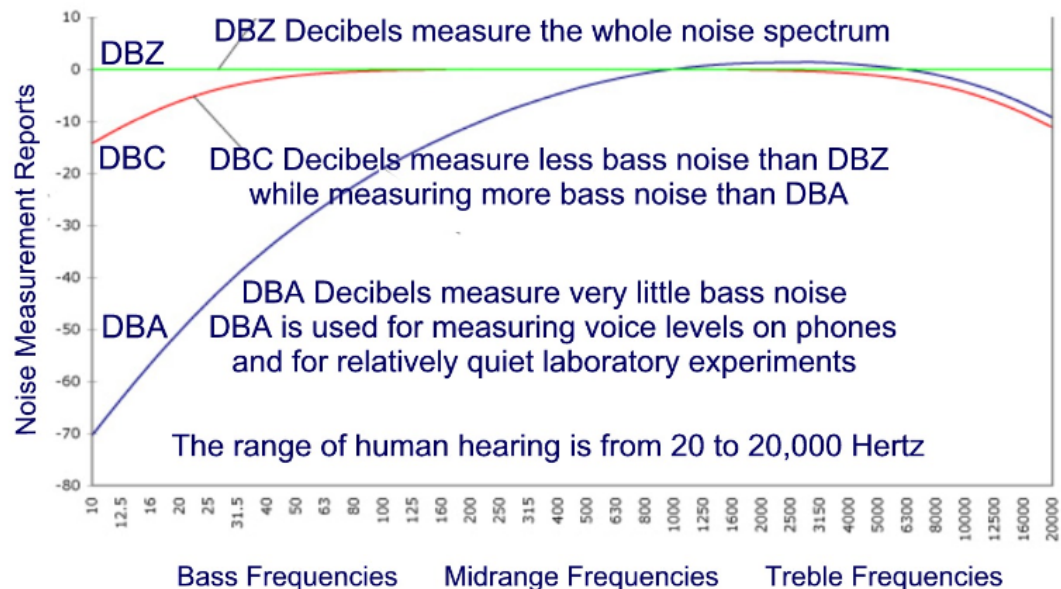 10
DBZ Decibels measure the whole noise spectrum
DBZ
0
-10
DBC
DBC Decibels measure less bass noise than DBZ
while measuring more bass noise than DBA
-20
-30
-40
DBA Decibels measure very little bass noise
DBA
DBA is used for measuring voice levels on phones
-50
and for relatively quiet laboratory experiments
-60
-70
The range of human hearing is from 20 to 20,000 Hertz
-80
Noise Measurement Reports
10 12.5 16 20 25 31.5 40 50 63 80 100 125 160 200 250 315 400 500 630 800 1000 1250 1600 2000 2500 3150 4000 5000 6300 8000 10000 12500 16000 20000
Bass Frequencies Midrange Frequencies Treble Frequencies